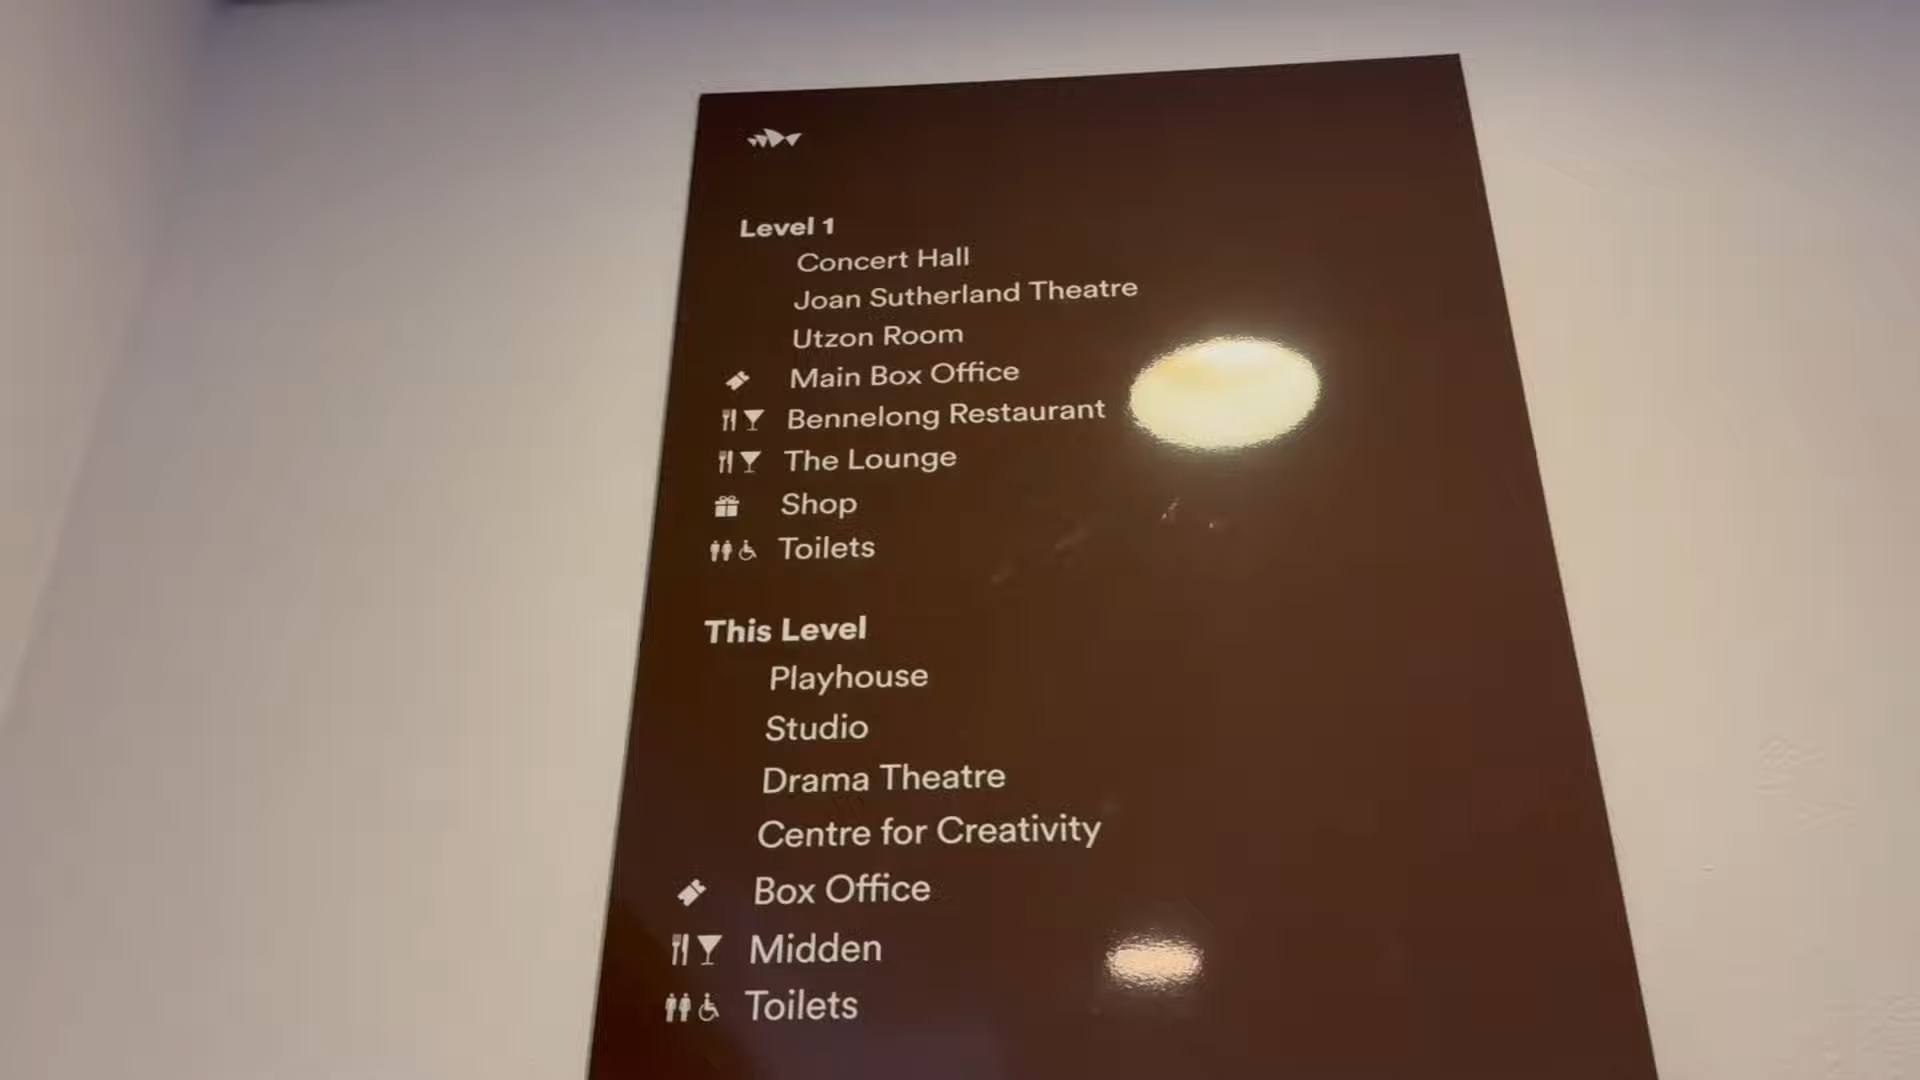 Level 1
Concert Hall
Joan Sutherland Theatre
Utzon Room
Main Box Office
Bennelong Restaurant
The Lounge
Shop
Toilets
This Level
Playhouse
Studio
Drama Theatre
Centre for Creativity
Box Office
Midden
Toilets